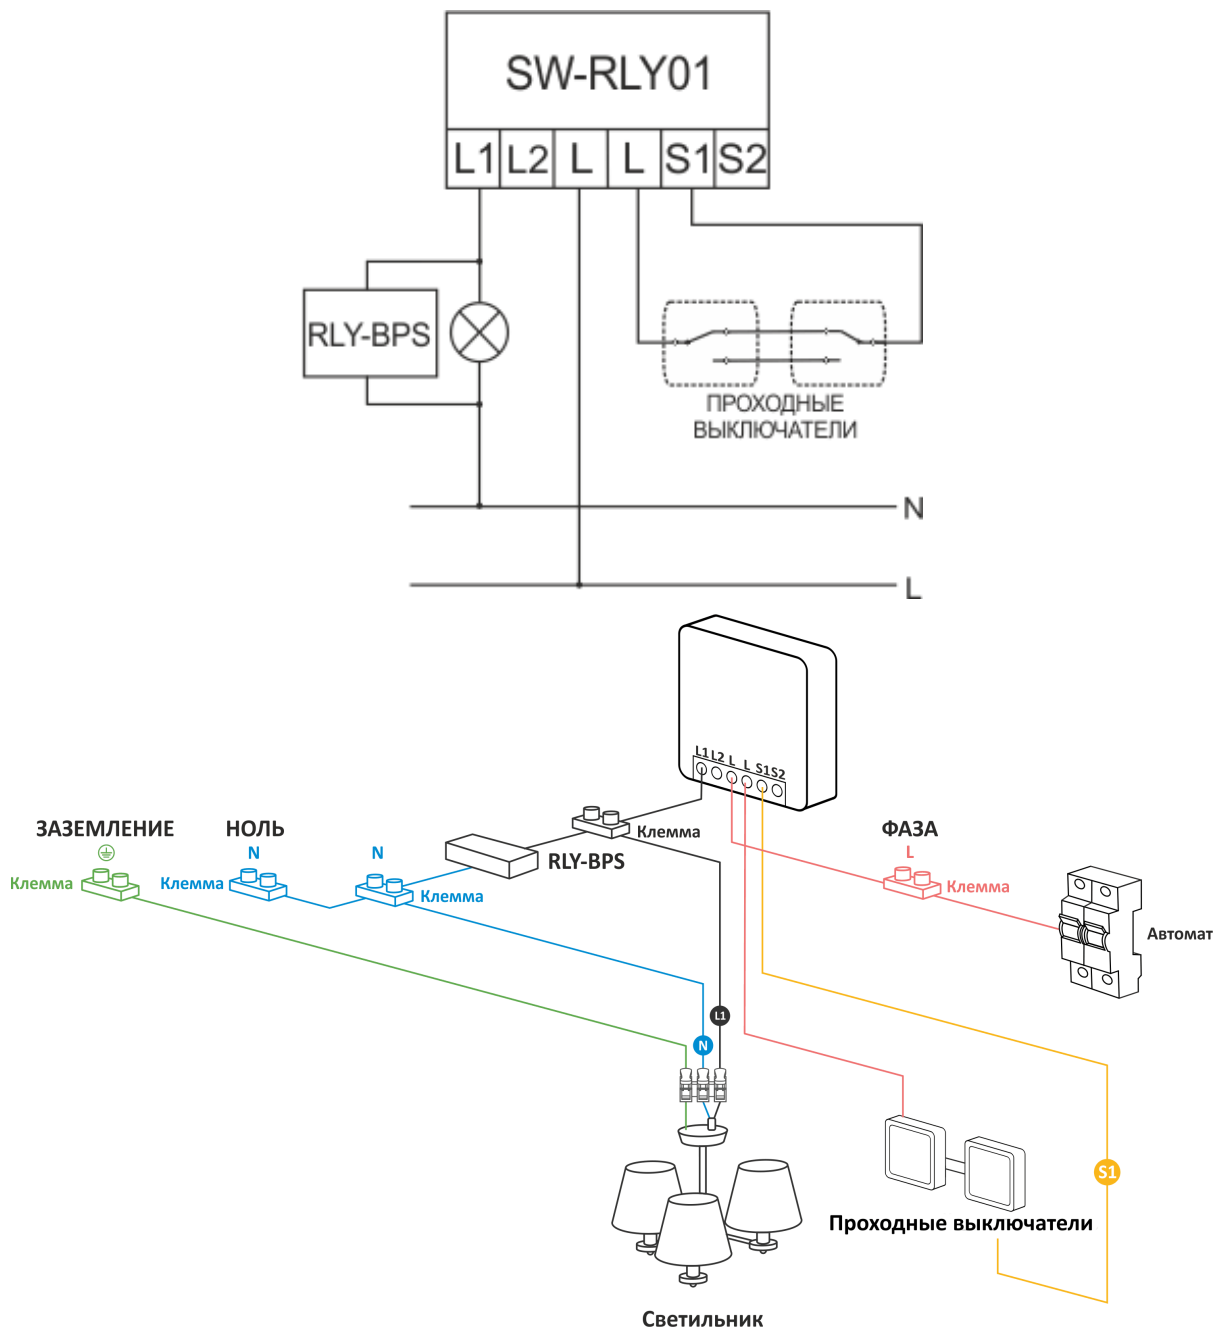 SW-RLY01
L1 L2 L L S1 S2
RLY-BPS
ПРОХОДНЫЕ
ВЫКЛЮЧАТЕЛИ
N
L
L1 L2 L L S1 S2
ЗАЗЕМЛЕНИЕ
НОЛЬ
N
N
Клемма
Клемма
Клемма
RLY-BPS
Клемма
ФАЗА
L
Клемма
Автомат
L1
N
S1
Проходные выключатели
Светильник